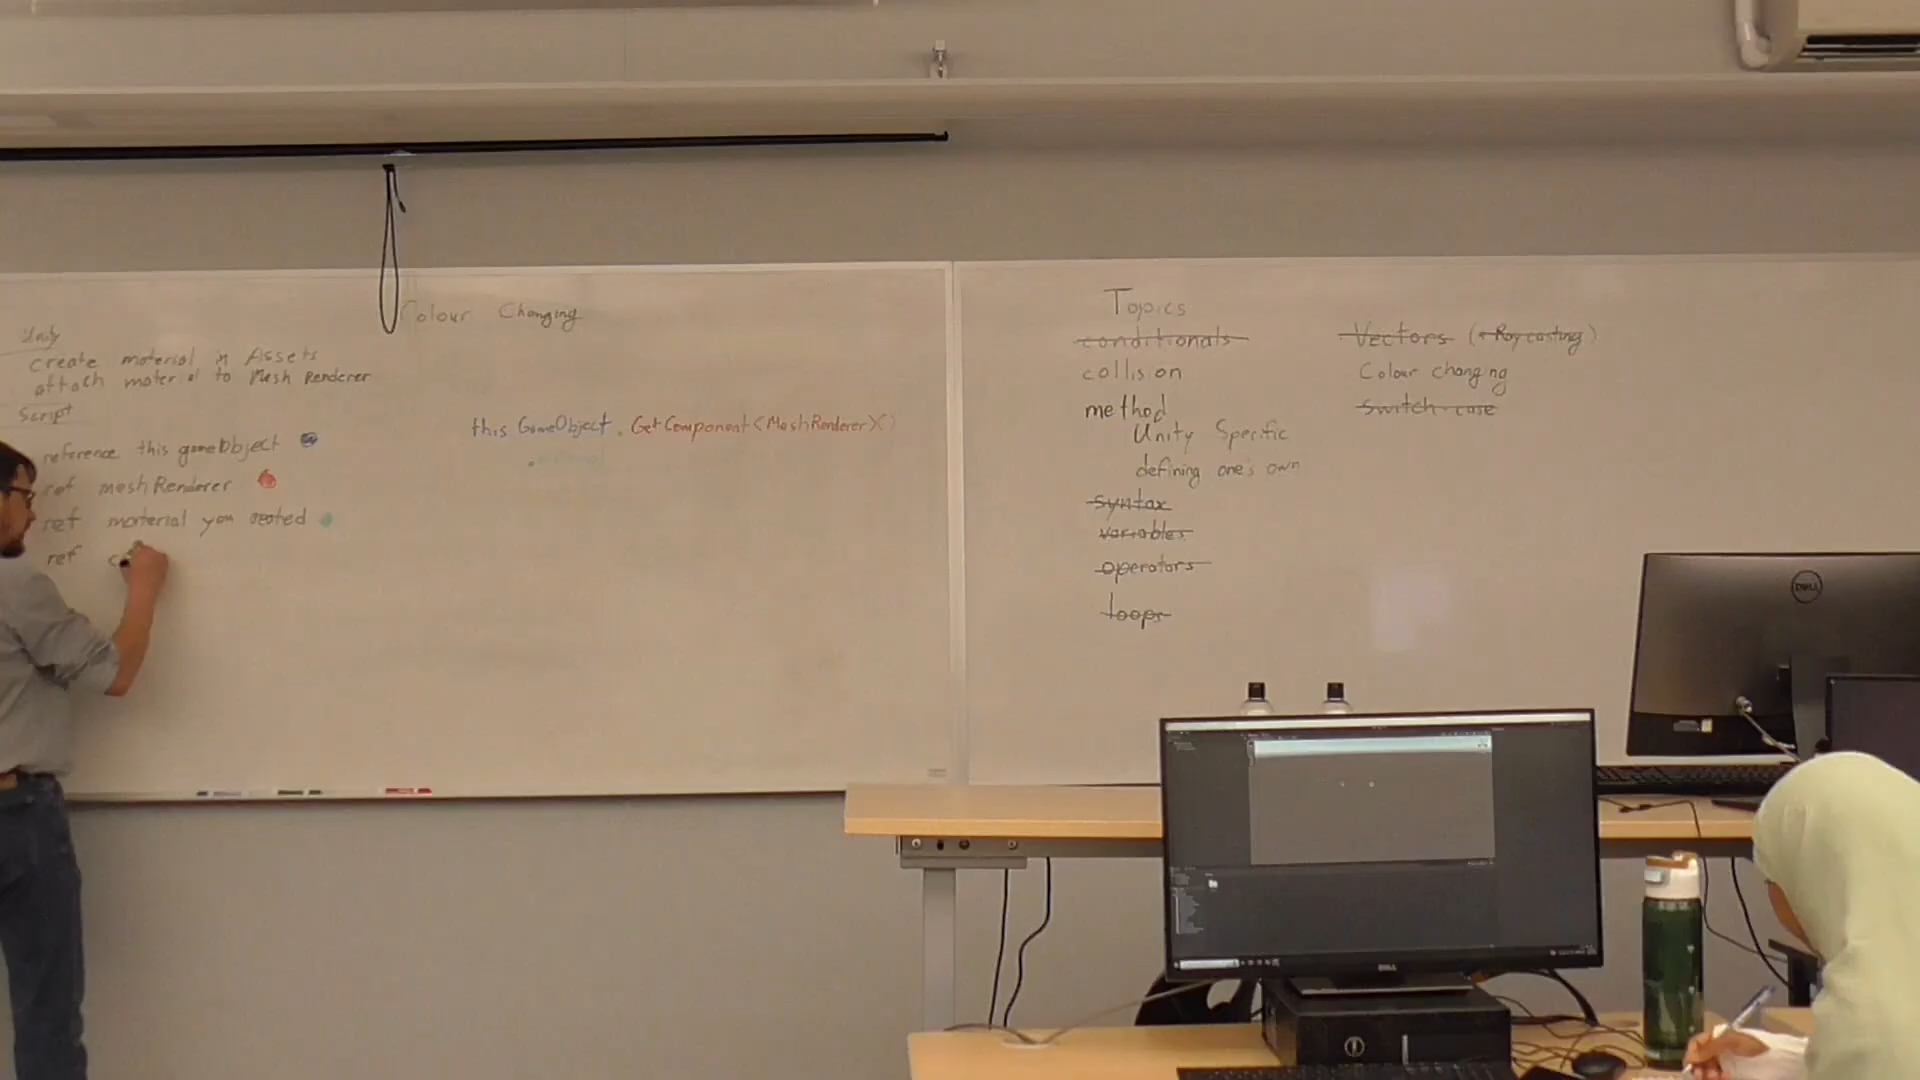 Colour Changing
Unity
create material in Assets
attach material to Mesh Renderer
Script
reference this gameObject
ref meshRenderer
ref material you created
ref
this GameObject . GetComponent<MeshRenderer>()
.material
Topics
conditionals
collision
method
Unity Specific
defining one's own
syntax
variables
operators
loops
Vectors (Raycasting)
Colour changing
Switch-case
DELL
DELL